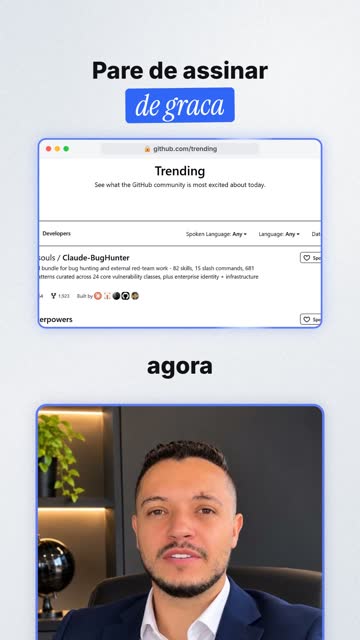 Pare de assinar
de graca
github.com/trending
Trending
See what the GitHub community is most excited about today.
Developers
Spoken Language: Any
Language: Any
souls / Claude-BugHunter
bundle for bug hunting and external red-team work - 82 skills, 15 slash commands, 681
atterns curated across 24 core vulnerability classes, plus enterprise identity + infrastructure
1,923
Built by
erpowers
agora